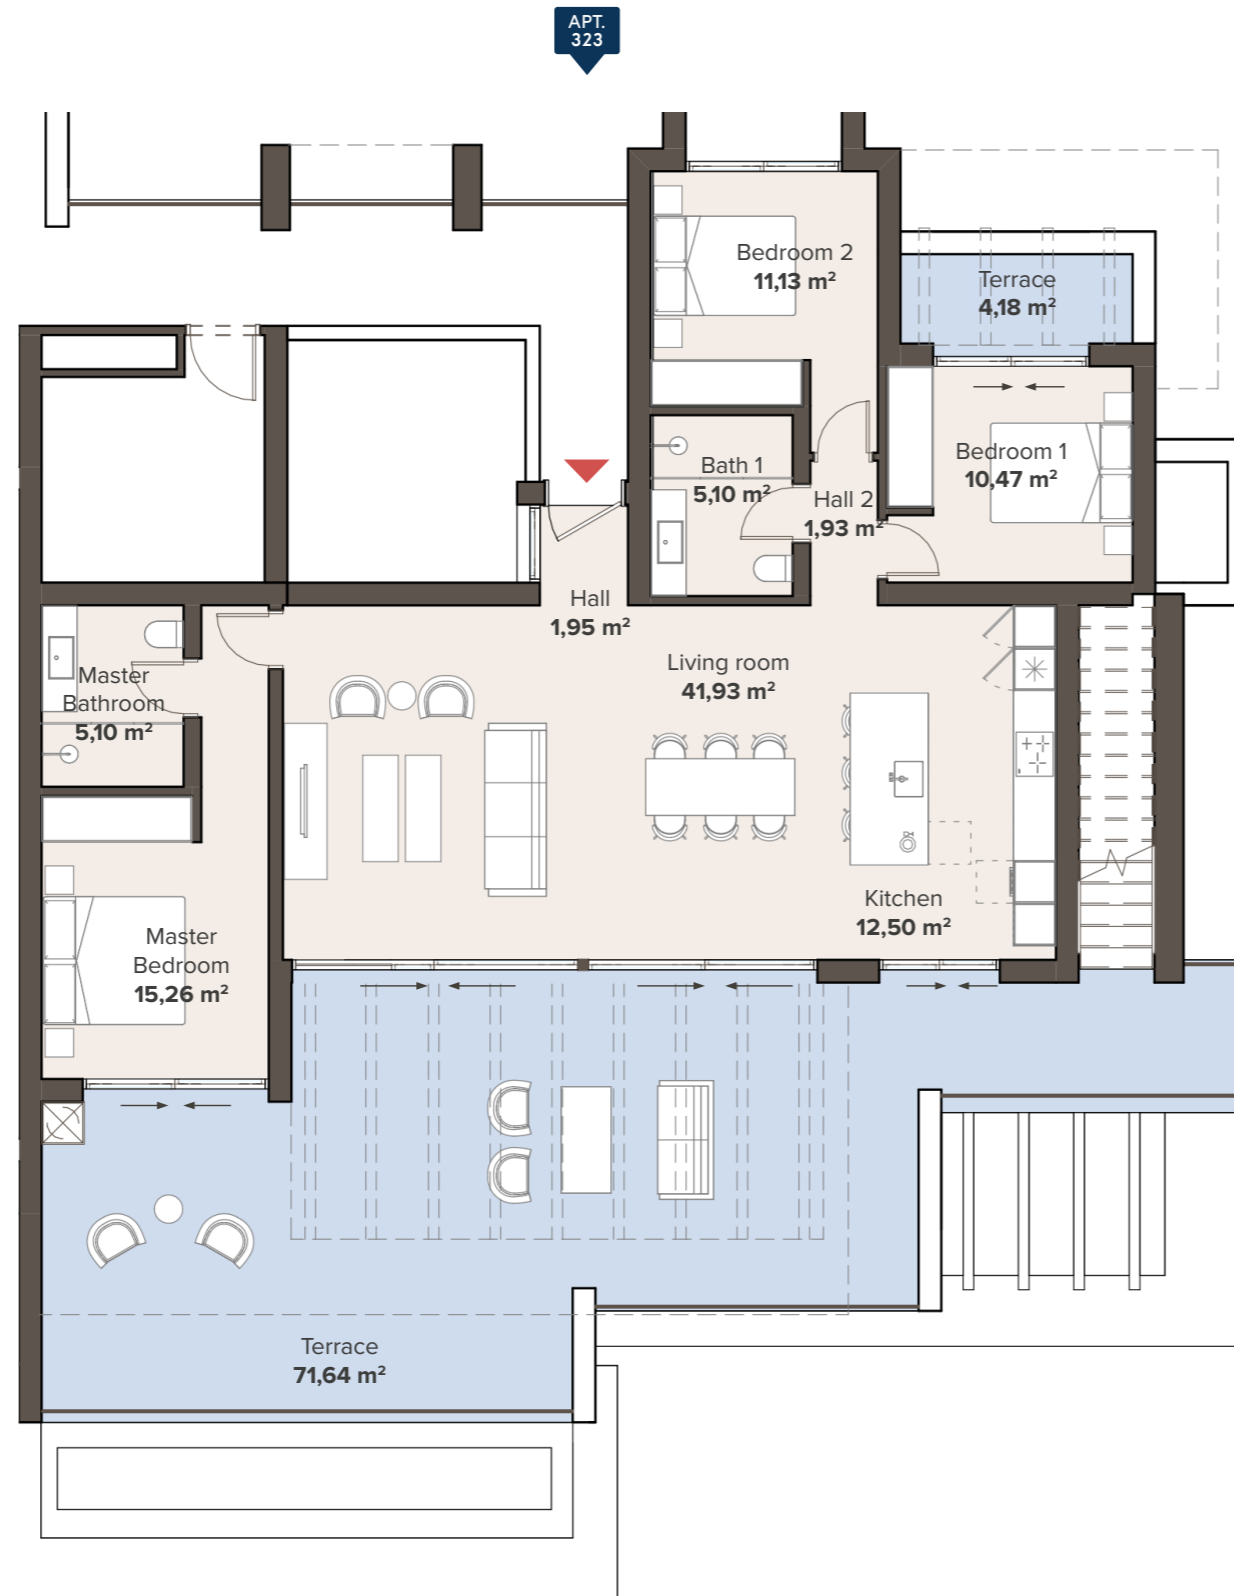 APT.
323
Bedroom 2
11,13 m²
Terrace
4,18 m²
Bedroom 1
10,47 m²
Bath 1
5,10 m²
Hall 2
1,93 m²
Hall
1,95 m²
Living room
41,93 m²
Master
Bathroom
5,10 m²
Kitchen
12,50 m²
Master
Bedroom
15,26 m²
Terrace
71,64 m²